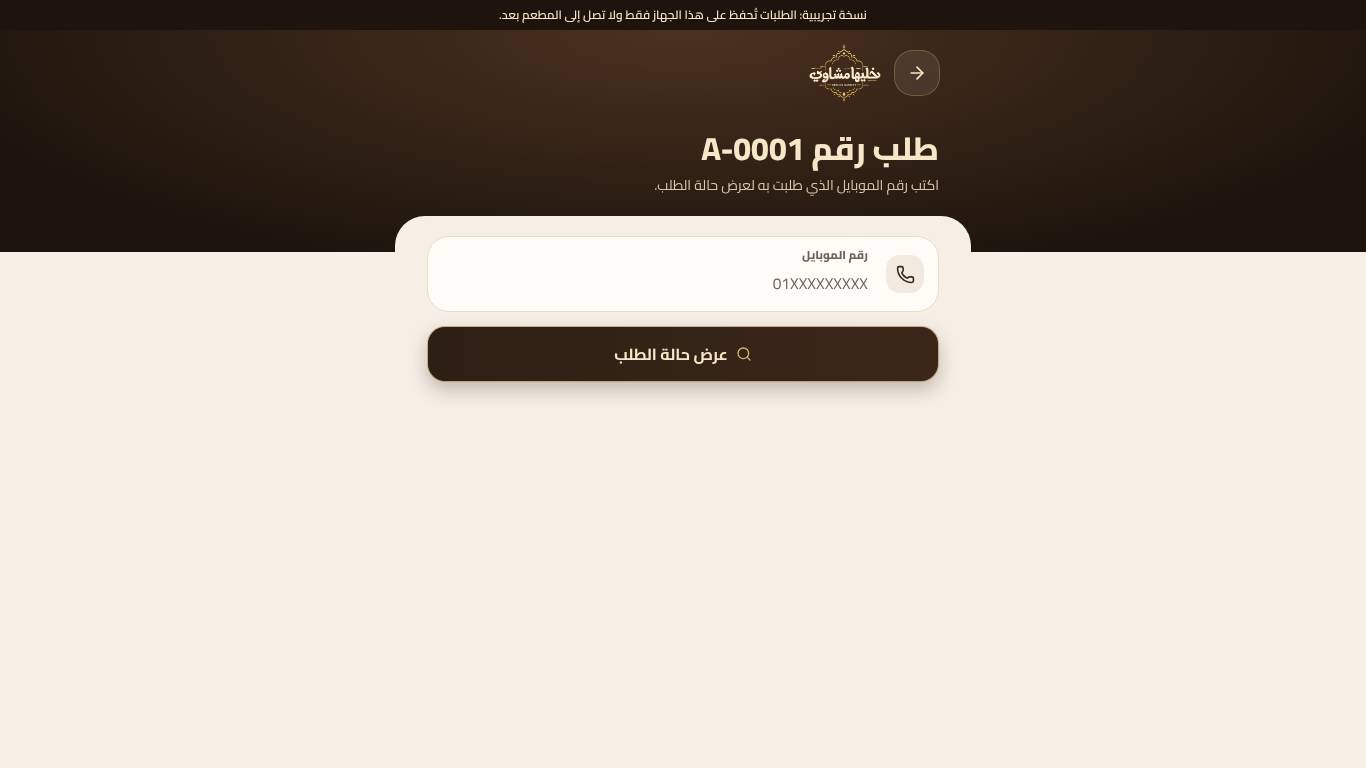 نسخة تجريبية: الطلبات تُحفظ على هذا الجهاز فقط ولا تصل إلى المطعم بعد.
خليها مشاوي
طلب رقم A-0001
اكتب رقم الموبايل الذي طلبت به لعرض حالة الطلب.
رقم الموبايل
01XXXXXXXXX
عرض حالة الطلب